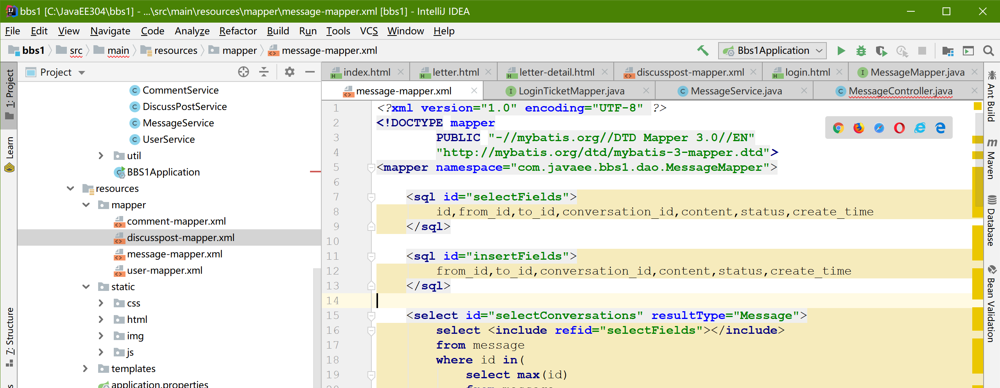 bbs1 [C:\JavaEE304\bbs1] - ...\src\main\resources\mapper\message-mapper.xml [bbs1] - IntelliJ IDEA
File Edit View Navigate Code Analyze Refactor Build Run Tools VCS Window Help
bbs1 src main resources mapper message-mapper.xml Bbs1Application
1: Project
Learn
7: Structure
Project
CommentService
DiscussPostService
MessageService
UserService
util
BBS1Application
resources
mapper
comment-mapper.xml
discusspost-mapper.xml
message-mapper.xml
user-mapper.xml
static
css
html
img
js
templates
application.properties
index.html letter.html letter-detail.html discusspost-mapper.xml login.html MessageMapper.java
message-mapper.xml LoginTicketMapper.java MessageService.java MessageController.java
1 <?xml version="1.0" encoding="UTF-8" ?>
2 <!DOCTYPE mapper
3 PUBLIC "-//mybatis.org//DTD Mapper 3.0//EN"
4 "http://mybatis.org/dtd/mybatis-3-mapper.dtd">
5 <mapper namespace="com.javaee.bbs1.dao.MessageMapper">
6
7 <sql id="selectFields">
8 id,from_id,to_id,conversation_id,content,status,create_time
9 </sql>
10
11 <sql id="insertFields">
12 from_id,to_id,conversation_id,content,status,create_time
13 </sql>
14
15 <select id="selectConversations" resultType="Message">
16 select <include refid="selectFields"></include>
17 from message
18 where id in(
19 select max(id)
20 from message
Ant Build
Maven
Database
Bean Validation